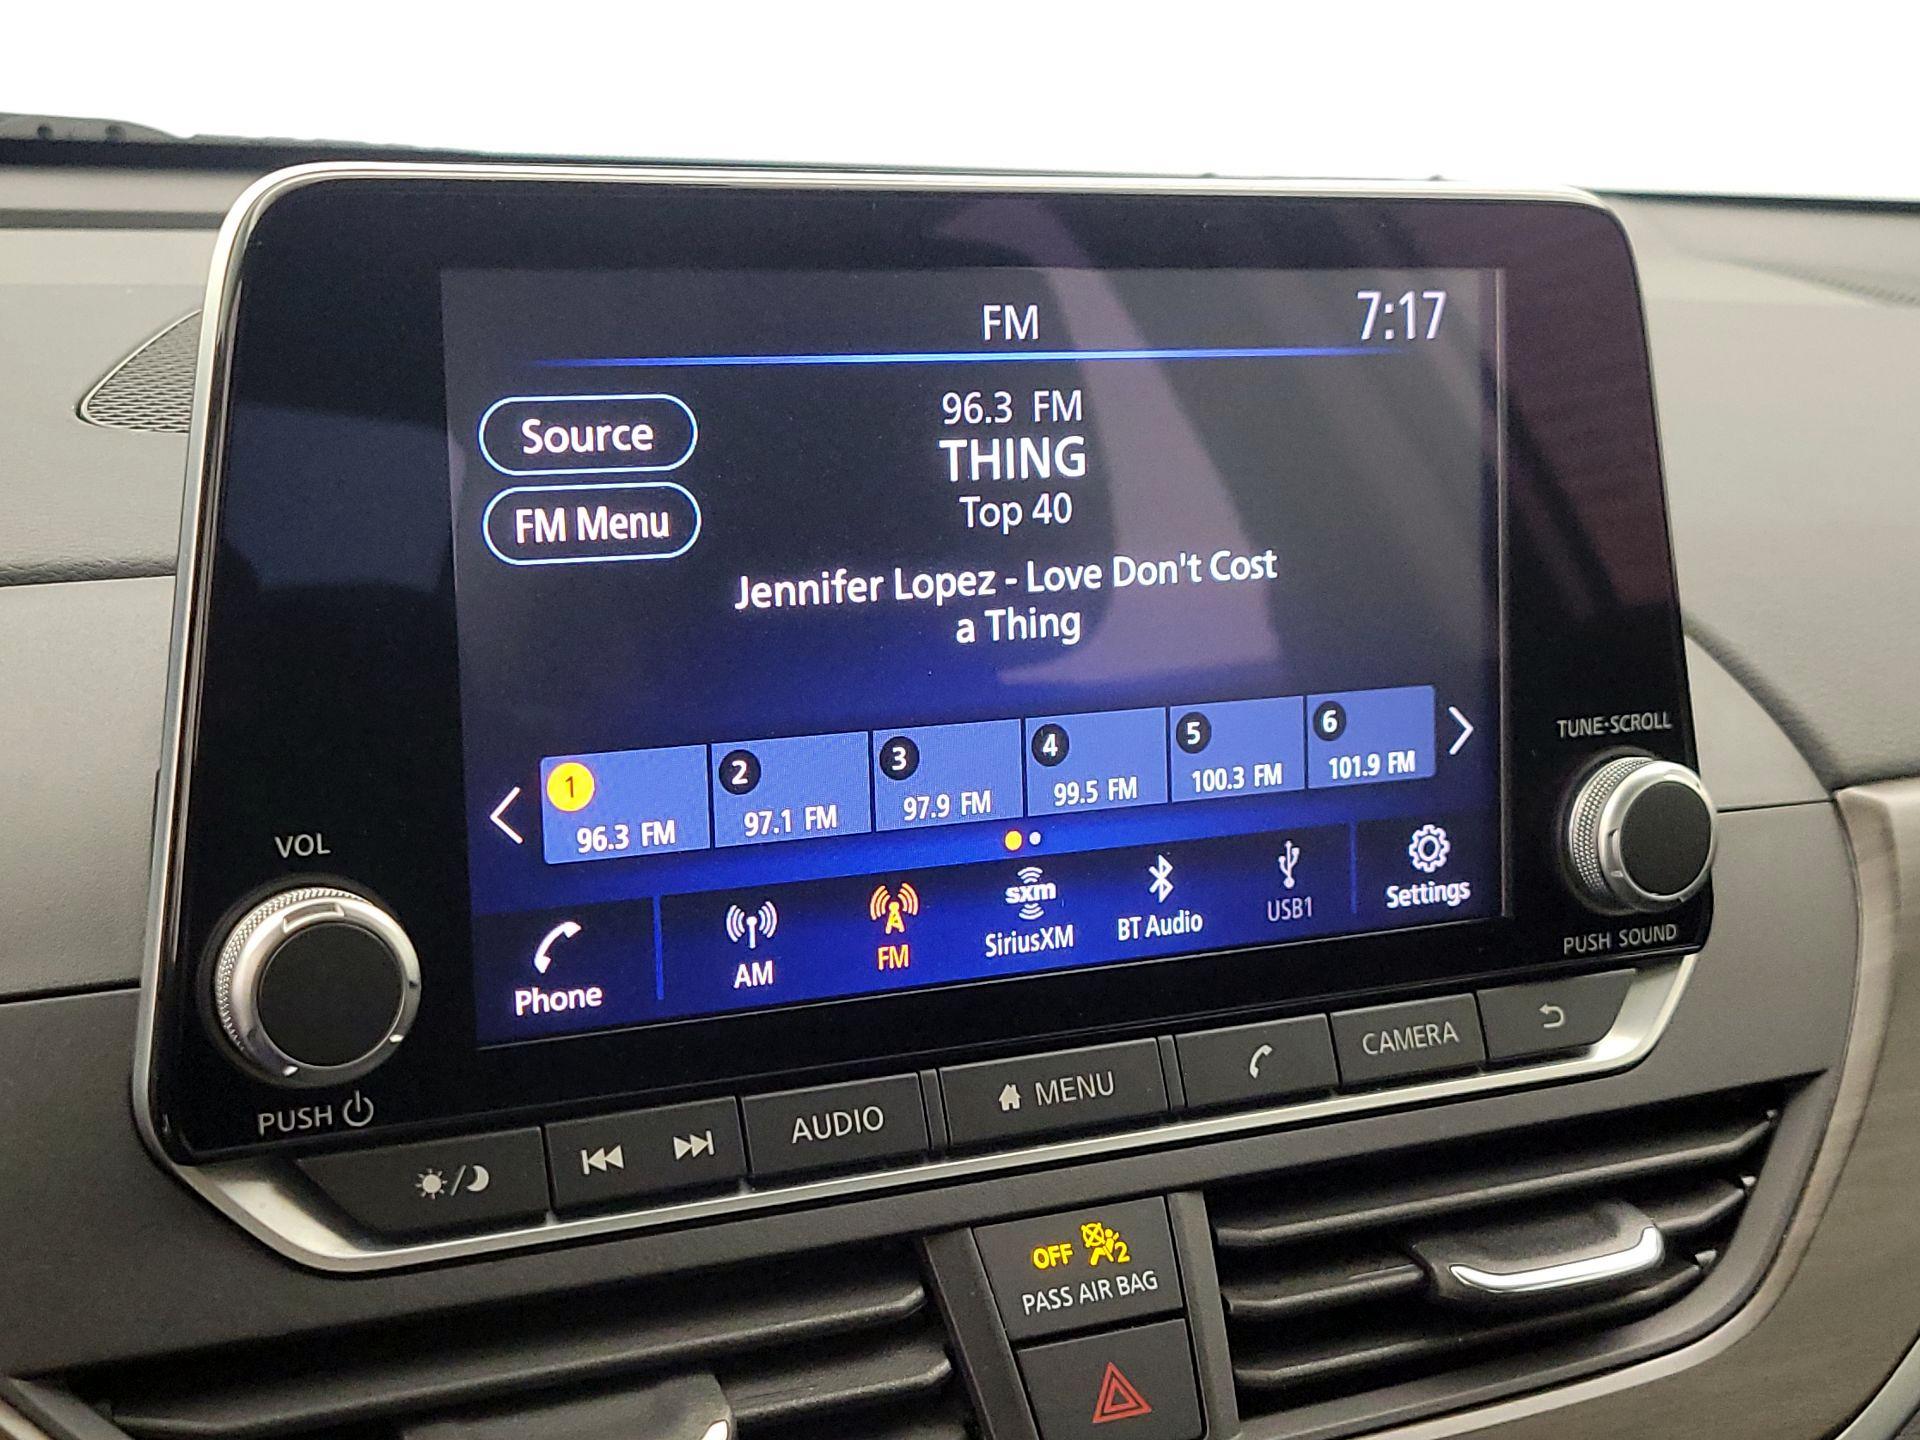 FM
7:17
Source
FM Menu
96.3 FM
THING
Top 40
Jennifer Lopez - Love Don't Cost
a Thing
1
96.3 FM
2
97.1 FM
3
97.9 FM
4
99.5 FM
5
100.3 FM
6
101.9 FM
Phone
AM
FM
sxm
SiriusXM
BT Audio
USB1
Settings
VOL
PUSH
TUNE·SCROLL
PUSH SOUND
AUDIO
MENU
CAMERA
OFF
2
PASS AIR BAG